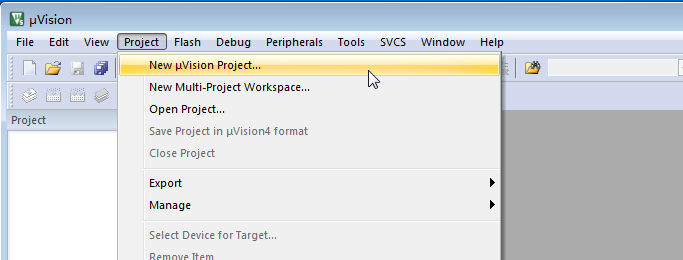 µVision
File Edit View Project Flash Debug Peripherals Tools SVCS Window Help
New µVision Project...
New Multi-Project Workspace...
Open Project...
Save Project in µVision4 format
Close Project
Export
Manage
Select Device for Target...
Remove Item
Project